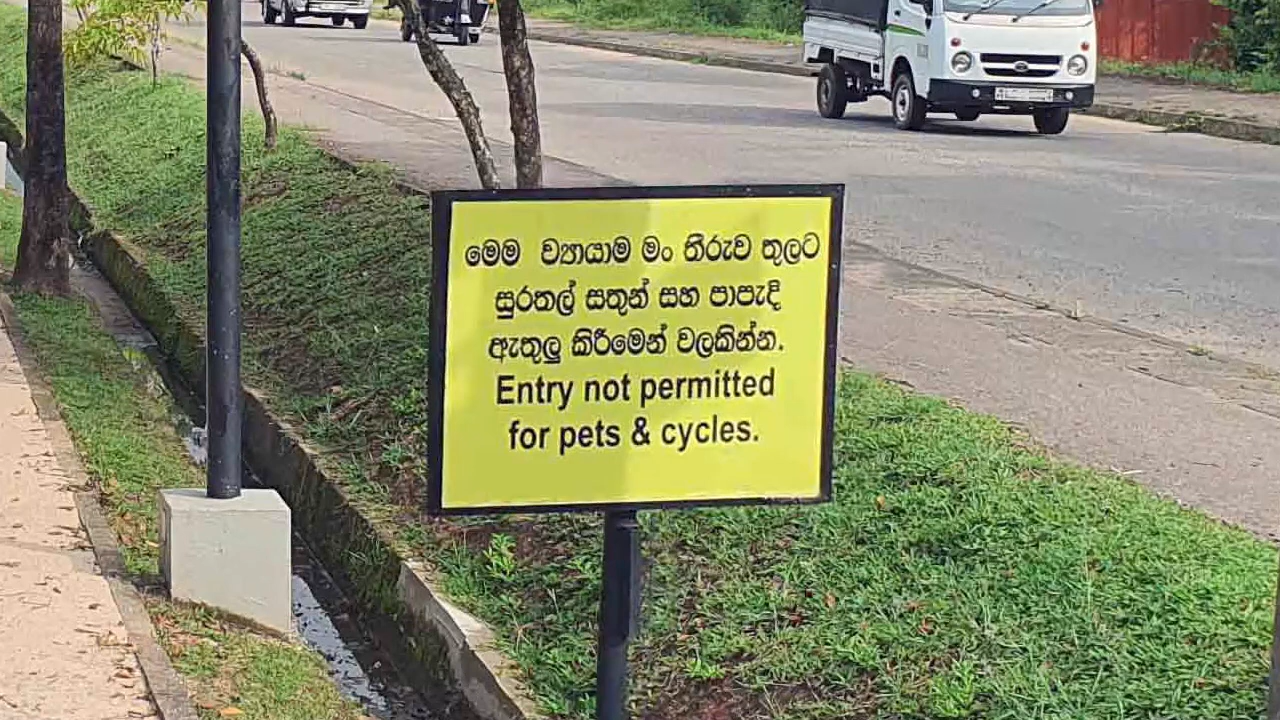 මෙම ව්‍යායාම මං තීරුව තුලට
සුරතල් සතුන් සහ පාපැදි
ඇතුලු කිරීමෙන් වලකින්න.
Entry not permitted
for pets & cycles.